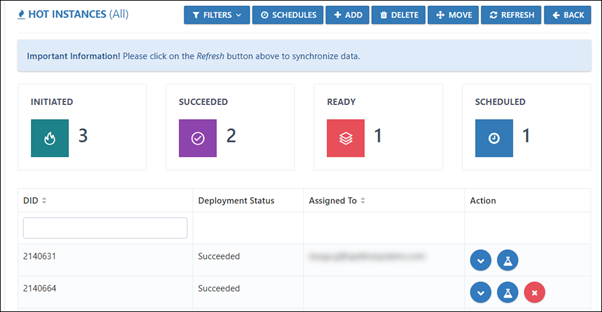 HOT INSTANCES (All)
FILTERS SCHEDULES + ADD DELETE MOVE REFRESH BACK
Important Information! Please click on the Refresh button above to synchronize data.
INITIATED SUCCEEDED READY SCHEDULED
3 2 1 1
DID Deployment Status Assigned To Action
2140631 Succeeded
2140664 Succeeded